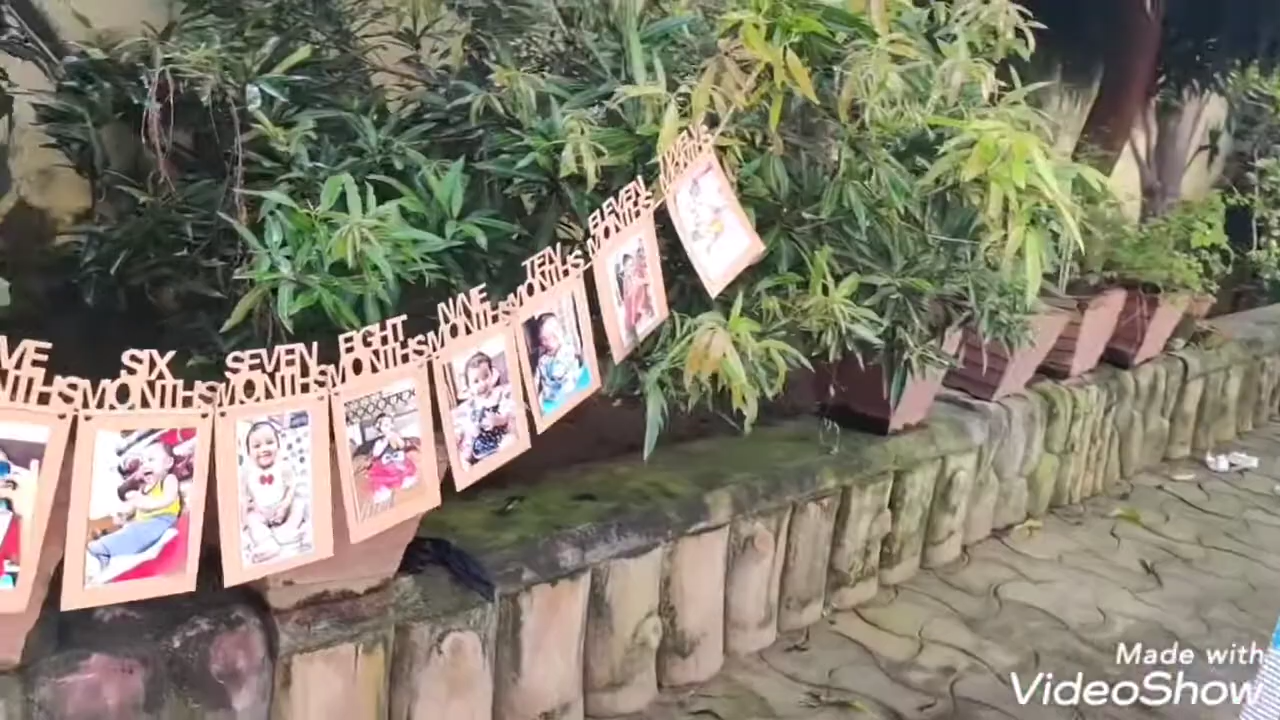 SIX
MONTHS
SEVEN
MONTHS
EIGHT
MONTHS
NINE
MONTHS
TEN
MONTHS
ELEVEN
MONTHS
Made with
VideoShow